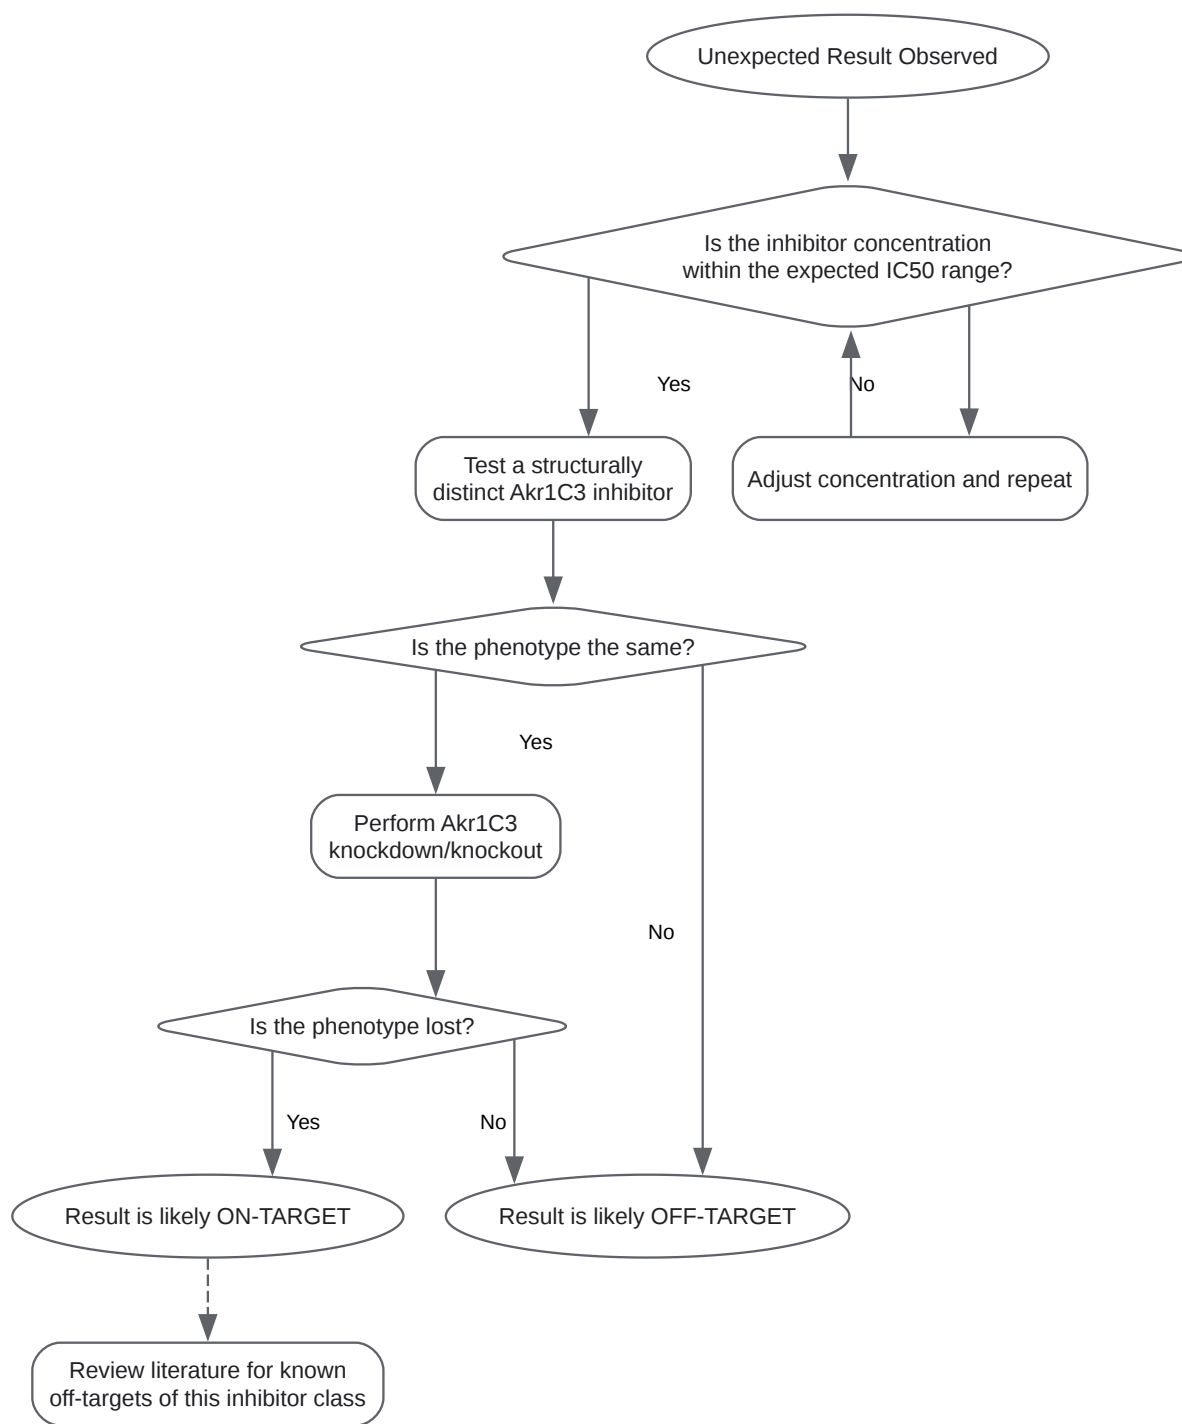 Unexpected Result Observed
Is the inhibitor concentration
within the expected IC50 range?
Yes
No
Test a structurally
distinct Akr1C3 inhibitor
Adjust concentration and repeat
Is the phenotype the same?
Yes
Perform Akr1C3
knockdown/knockout
No
Is the phenotype lost?
Yes
No
Result is likely ON-TARGET
Result is likely OFF-TARGET
Review literature for known
off-targets of this inhibitor class